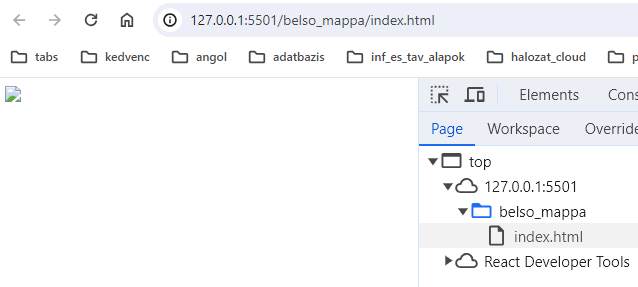 127.0.0.1:5501/belso_mappa/index.html
tabs kedvenc angol adatbazis inf_es_tav_alapok halozat_cloud p
Elements Cons
Page Workspace Override
top
127.0.0.1:5501
belso_mappa
index.html
React Developer Tools